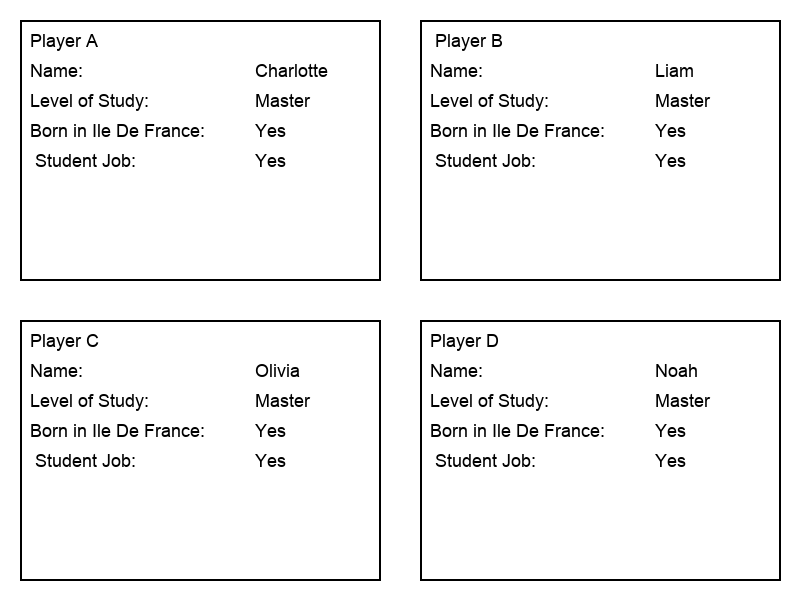 Player A
Name: Charlotte
Level of Study: Master
Born in Ile De France: Yes
Student Job: Yes
Player B
Name: Liam
Level of Study: Master
Born in Ile De France: Yes
Student Job: Yes
Player C
Name: Olivia
Level of Study: Master
Born in Ile De France: Yes
Student Job: Yes
Player D
Name: Noah
Level of Study: Master
Born in Ile De France: Yes
Student Job: Yes